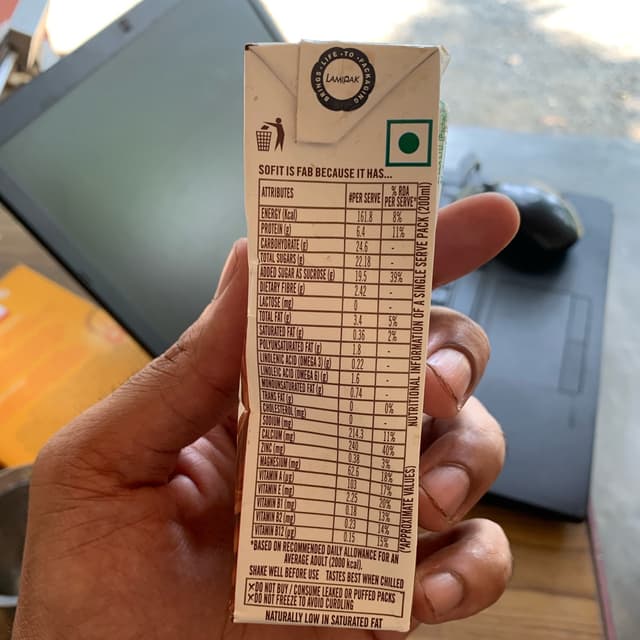 BRINGS · LIFE · TO · PACKAGING
LAMIPAK
SOFIT IS FAB BECAUSE IT HAS...
ATTRIBUTES #PER SERVE % RDA PER SERVE*
ENERGY (Kcal) 161.8 8%
PROTEIN (g) 6.4 11%
CARBOHYDRATE (g) 24.6 -
TOTAL SUGARS (g) 22.18 -
ADDED SUGAR AS SUCROSE (g) 19.5 39%
DIETARY FIBRE (g) 2.42 -
LACTOSE (mg) 0 -
TOTAL FAT (g) 3.4 5%
SATURATED FAT (g) 0.36 2%
POLYUNSATURATED FAT (g) 1.8 -
LINOLENIC ACID (OMEGA 3) (g) 0.22 -
LINOLEIC ACID (OMEGA 6) (g) 1.6 -
MONOUNSATURATED FAT (g) 0.74 -
TRANS FAT (g) 0 0%
CHOLESTEROL (mg) 0 -
SODIUM (mg) 214.3 11%
CALCIUM (mg) 240 40%
ZINC (mg) 0.38 3%
MAGNESIUM (mg) 62.6 18%
VITAMIN A (µg) 103 17%
VITAMIN E (mg) 2.25 20%
VITAMIN B1 (mg) 0.18 13%
VITAMIN B2 (mg) 0.23 14%
VITAMIN B12 (µg) 0.15 15%
NUTRITIONAL INFORMATION OF A SINGLE SERVE PACK (200ml)
(#APPROXIMATE VALUES)
*BASED ON RECOMMENDED DAILY ALLOWANCE FOR AN
AVERAGE ADULT (2000 kcal).
SHAKE WELL BEFORE USE TASTES BEST WHEN CHILLED
×DO NOT BUY / CONSUME LEAKED OR PUFFED PACKS
×DO NOT FREEZE TO AVOID CURDLING
NATURALLY LOW IN SATURATED FAT